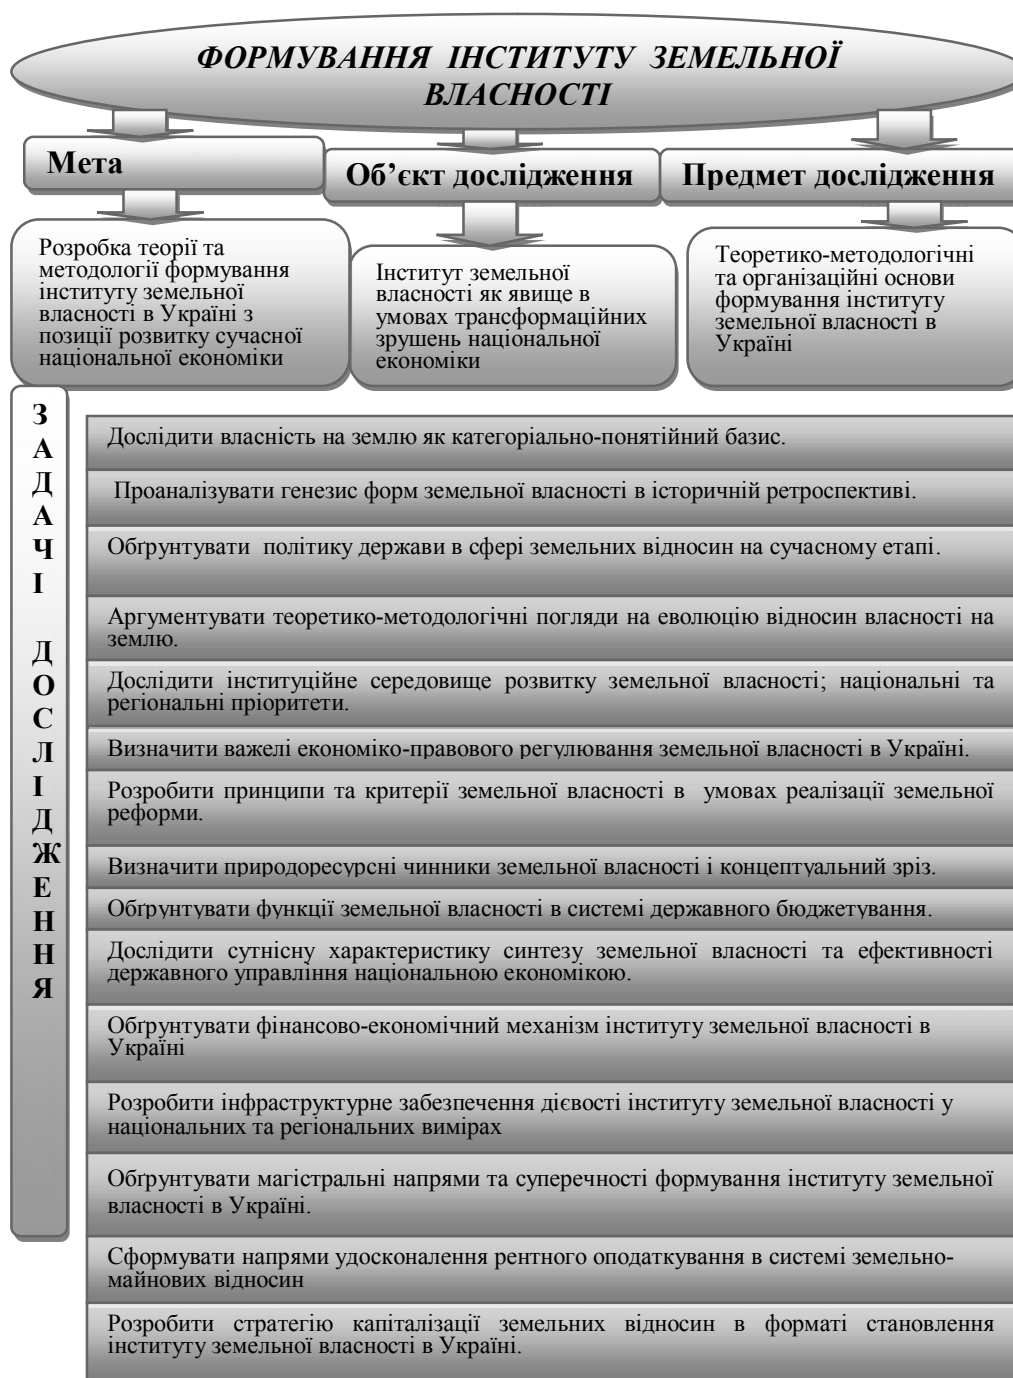 ФОРМУВАННЯ ІНСТИТУТУ ЗЕМЕЛЬНОЇ
ВЛАСНОСТІ
Мета
Об’єкт дослідження
Предмет дослідження
Розробка теорії та
методології формування
інституту земельної
власності в Україні з
позиції розвитку сучасної
національної економіки
Інститут земельної
власності як явище в
умовах трансформаційних
зрушень національної
економіки
Теоретико-методологічні
та організаційні основи
формування інституту
земельної власності в
Україні
ЗАДАЧІ ДОСЛІДЖЕННЯ
Дослідити власність на землю як категоріально-понятійний базис.
Проаналізувати генезис форм земельної власності в історичній ретроспективі.
Обґрунтувати політику держави в сфері земельних відносин на сучасному етапі.
Аргументувати теоретико-методологічні погляди на еволюцію відносин власності на
землю.
Дослідити інституційне середовище розвитку земельної власності; національні та
регіональні пріоритети.
Визначити важелі економіко-правового регулювання земельної власності в Україні.
Розробити принципи та критерії земельної власності в умовах реалізації земельної
реформи.
Визначити природоресурсні чинники земельної власності і концептуальний зріз.
Обґрунтувати функції земельної власності в системі державного бюджетування.
Дослідити сутнісну характеристику синтезу земельної власності та ефективності
державного управління національною економікою.
Обґрунтувати фінансово-економічний механізм інституту земельної власності в
Україні
Розробити інфраструктурне забезпечення дієвості інституту земельної власності у
національних та регіональних вимірах
Обґрунтувати магістральні напрями та суперечності формування інституту земельної
власності в Україні.
Сформувати напрями удосконалення рентного оподаткування в системі земельно-
майнових відносин
Розробити стратегію капіталізації земельних відносин в форматі становлення
інституту земельної власності в Україні.